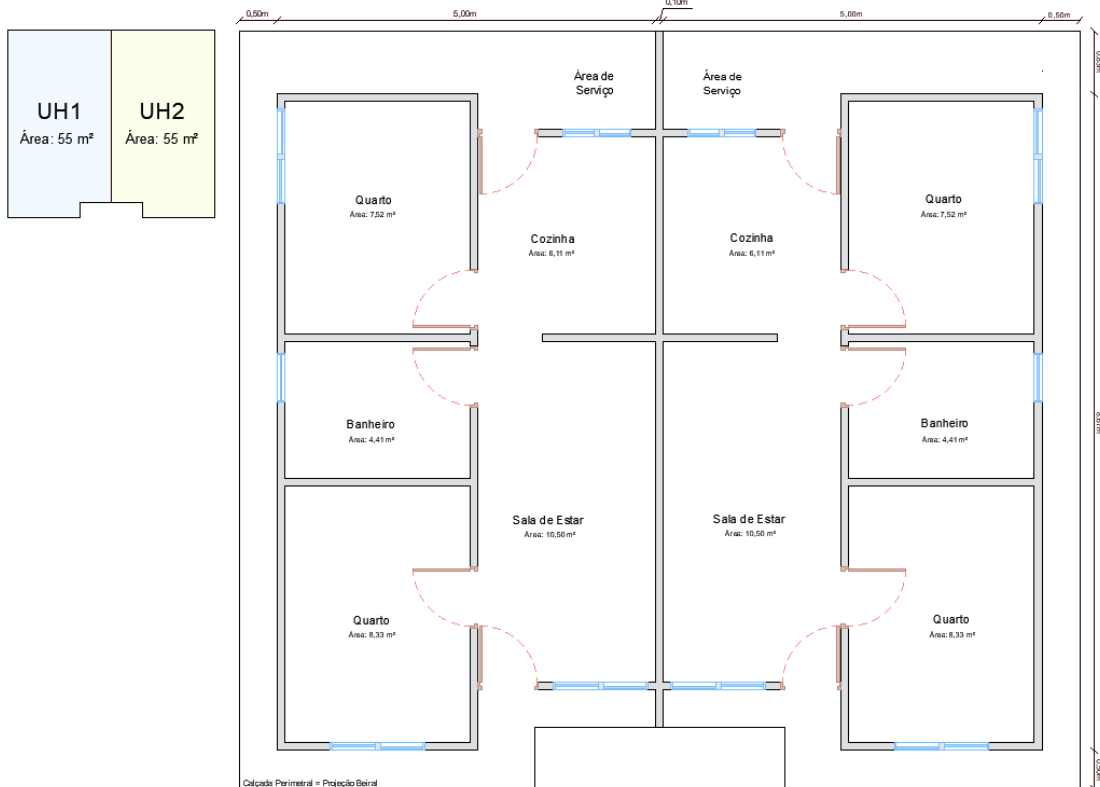 0,50m
5,00m
0,10m
5,00m
0,50m
UH1
Área: 55 m²
UH2
Área: 55 m²
Área de
Serviço
Área de
Serviço
Quarto
Área: 7,52 m²
Cozinha
Área: 6,11 m²
Cozinha
Área: 6,11 m²
Quarto
Área: 7,52 m²
Banheiro
Área: 4,41 m²
Banheiro
Área: 4,41 m²
Sala de Estar
Área: 10,50 m²
Sala de Estar
Área: 10,50 m²
Quarto
Área: 8,33 m²
Quarto
Área: 8,33 m²
Calçada Perimetral = Projeção Beiral